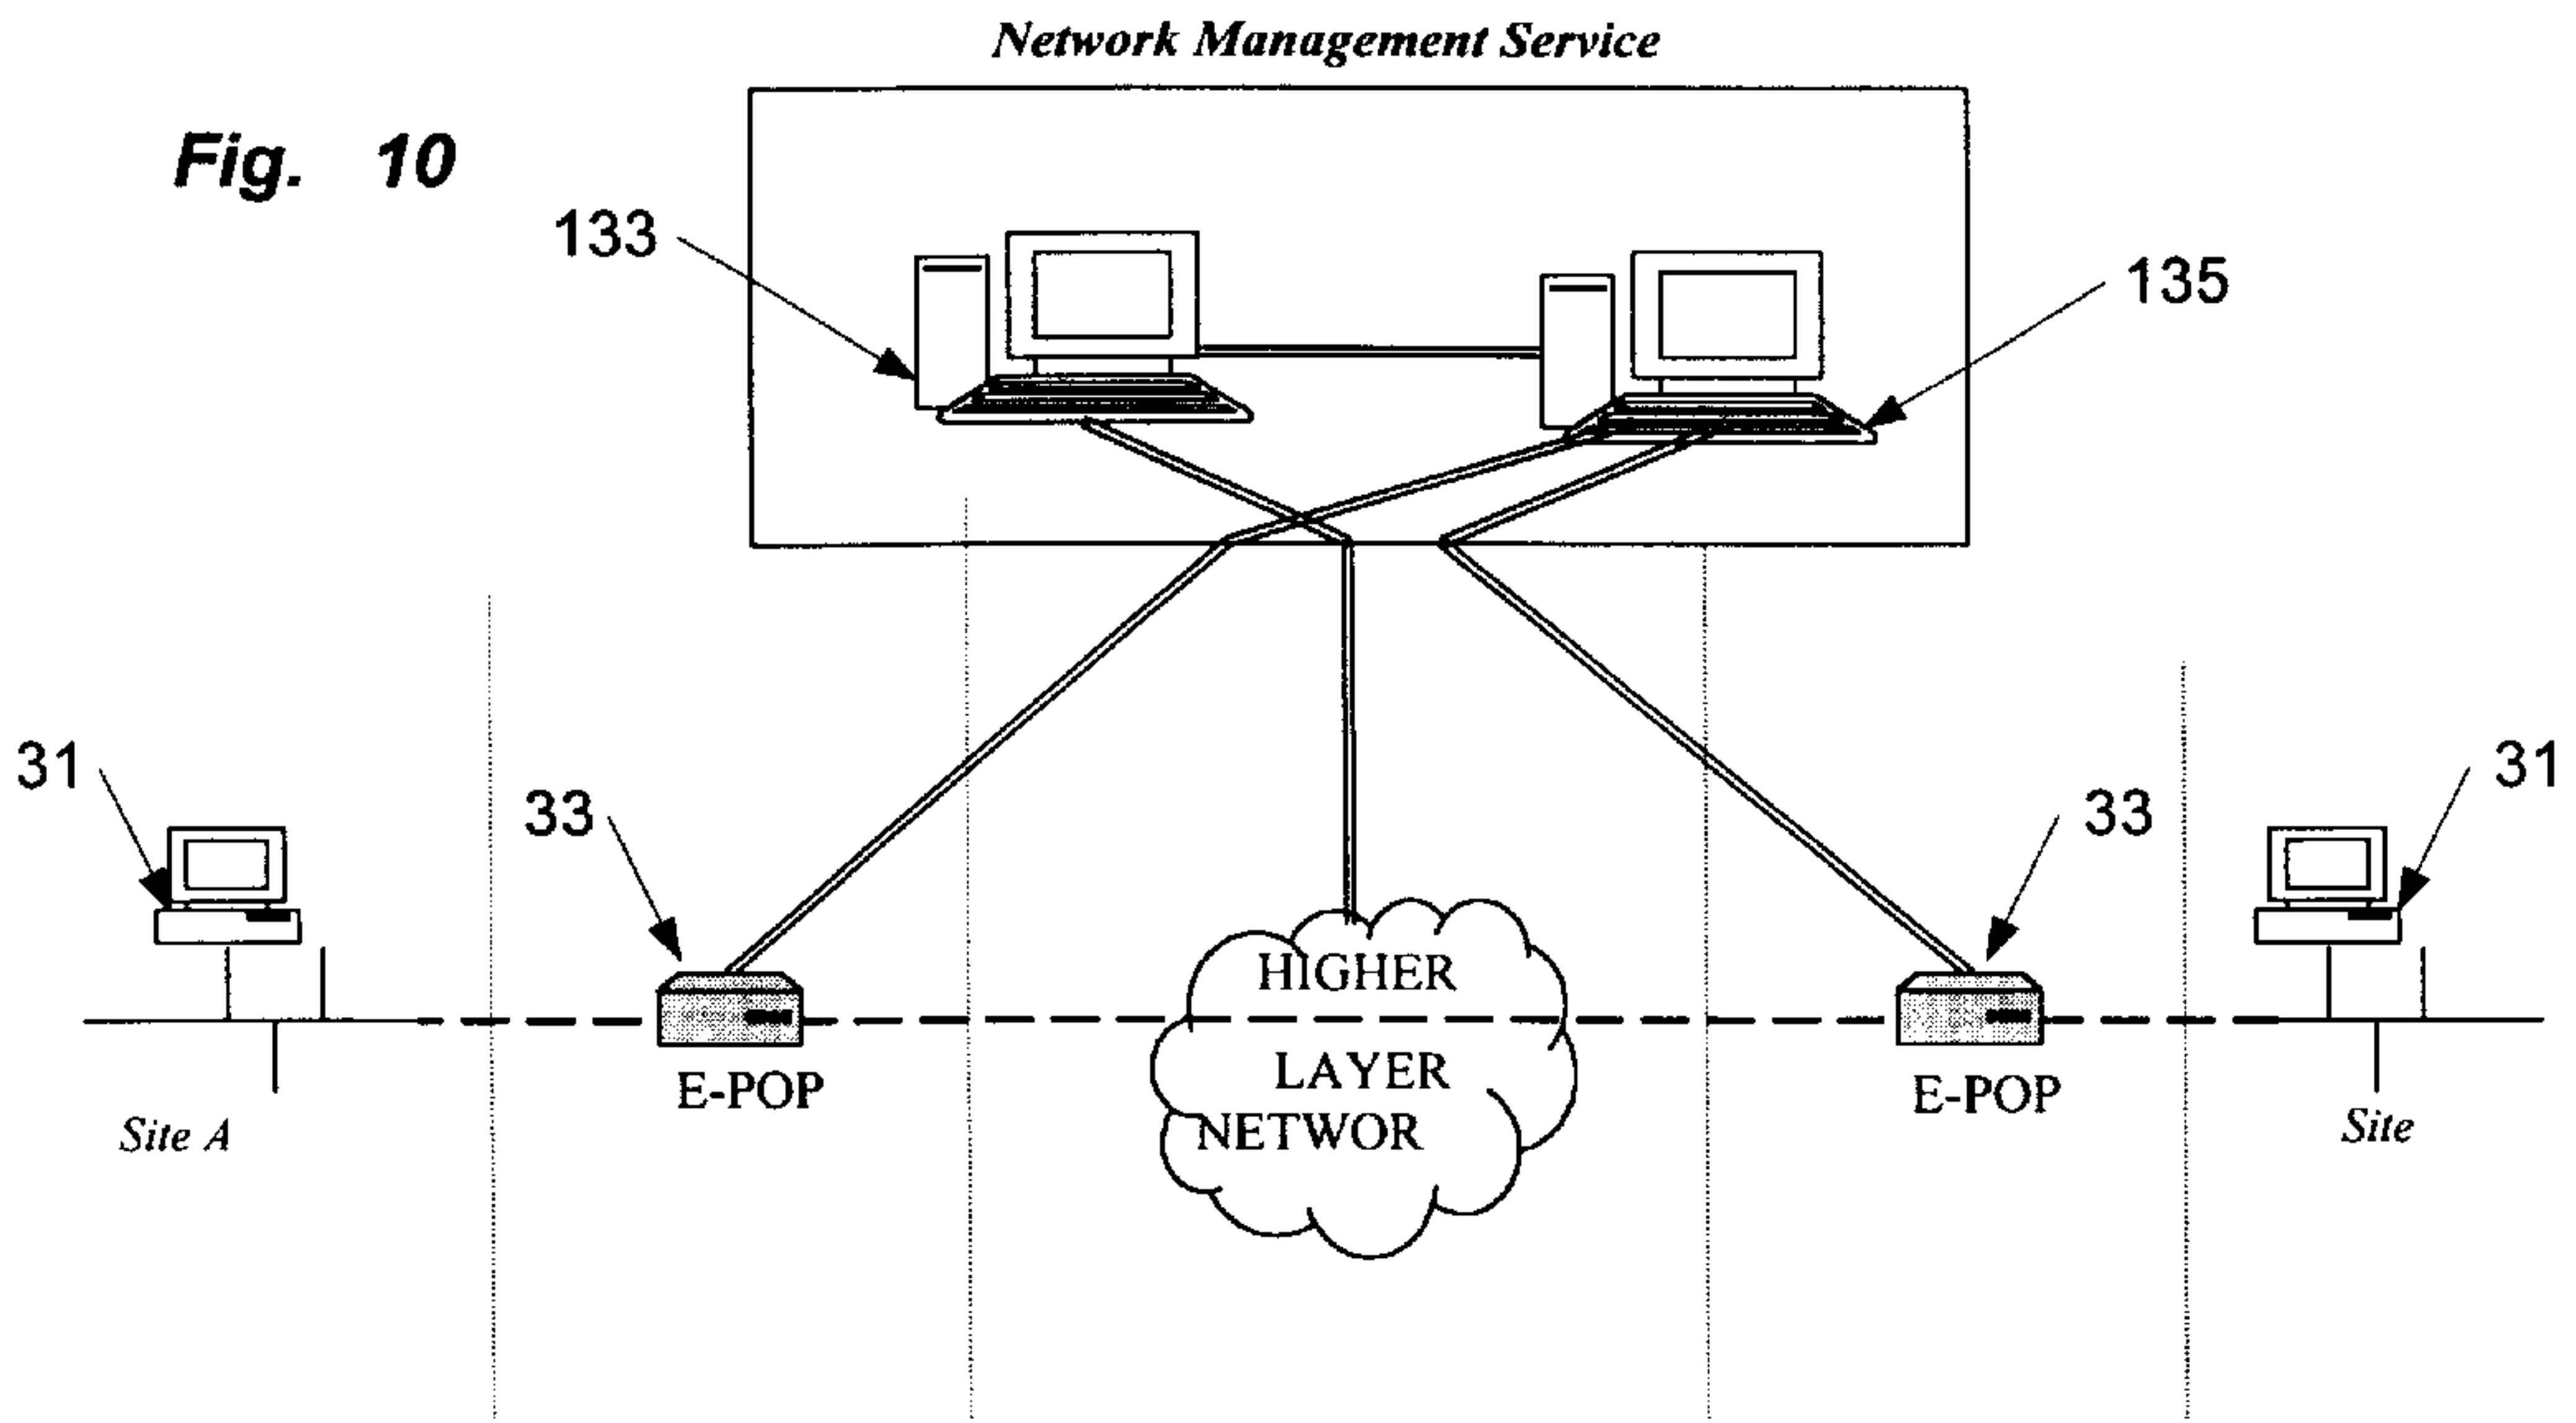 Network Management Service
Fig. 10
133
135
31
33
33
31
HIGHER
LAYER
NETWOR
E-POP
E-POP
Site A
Site